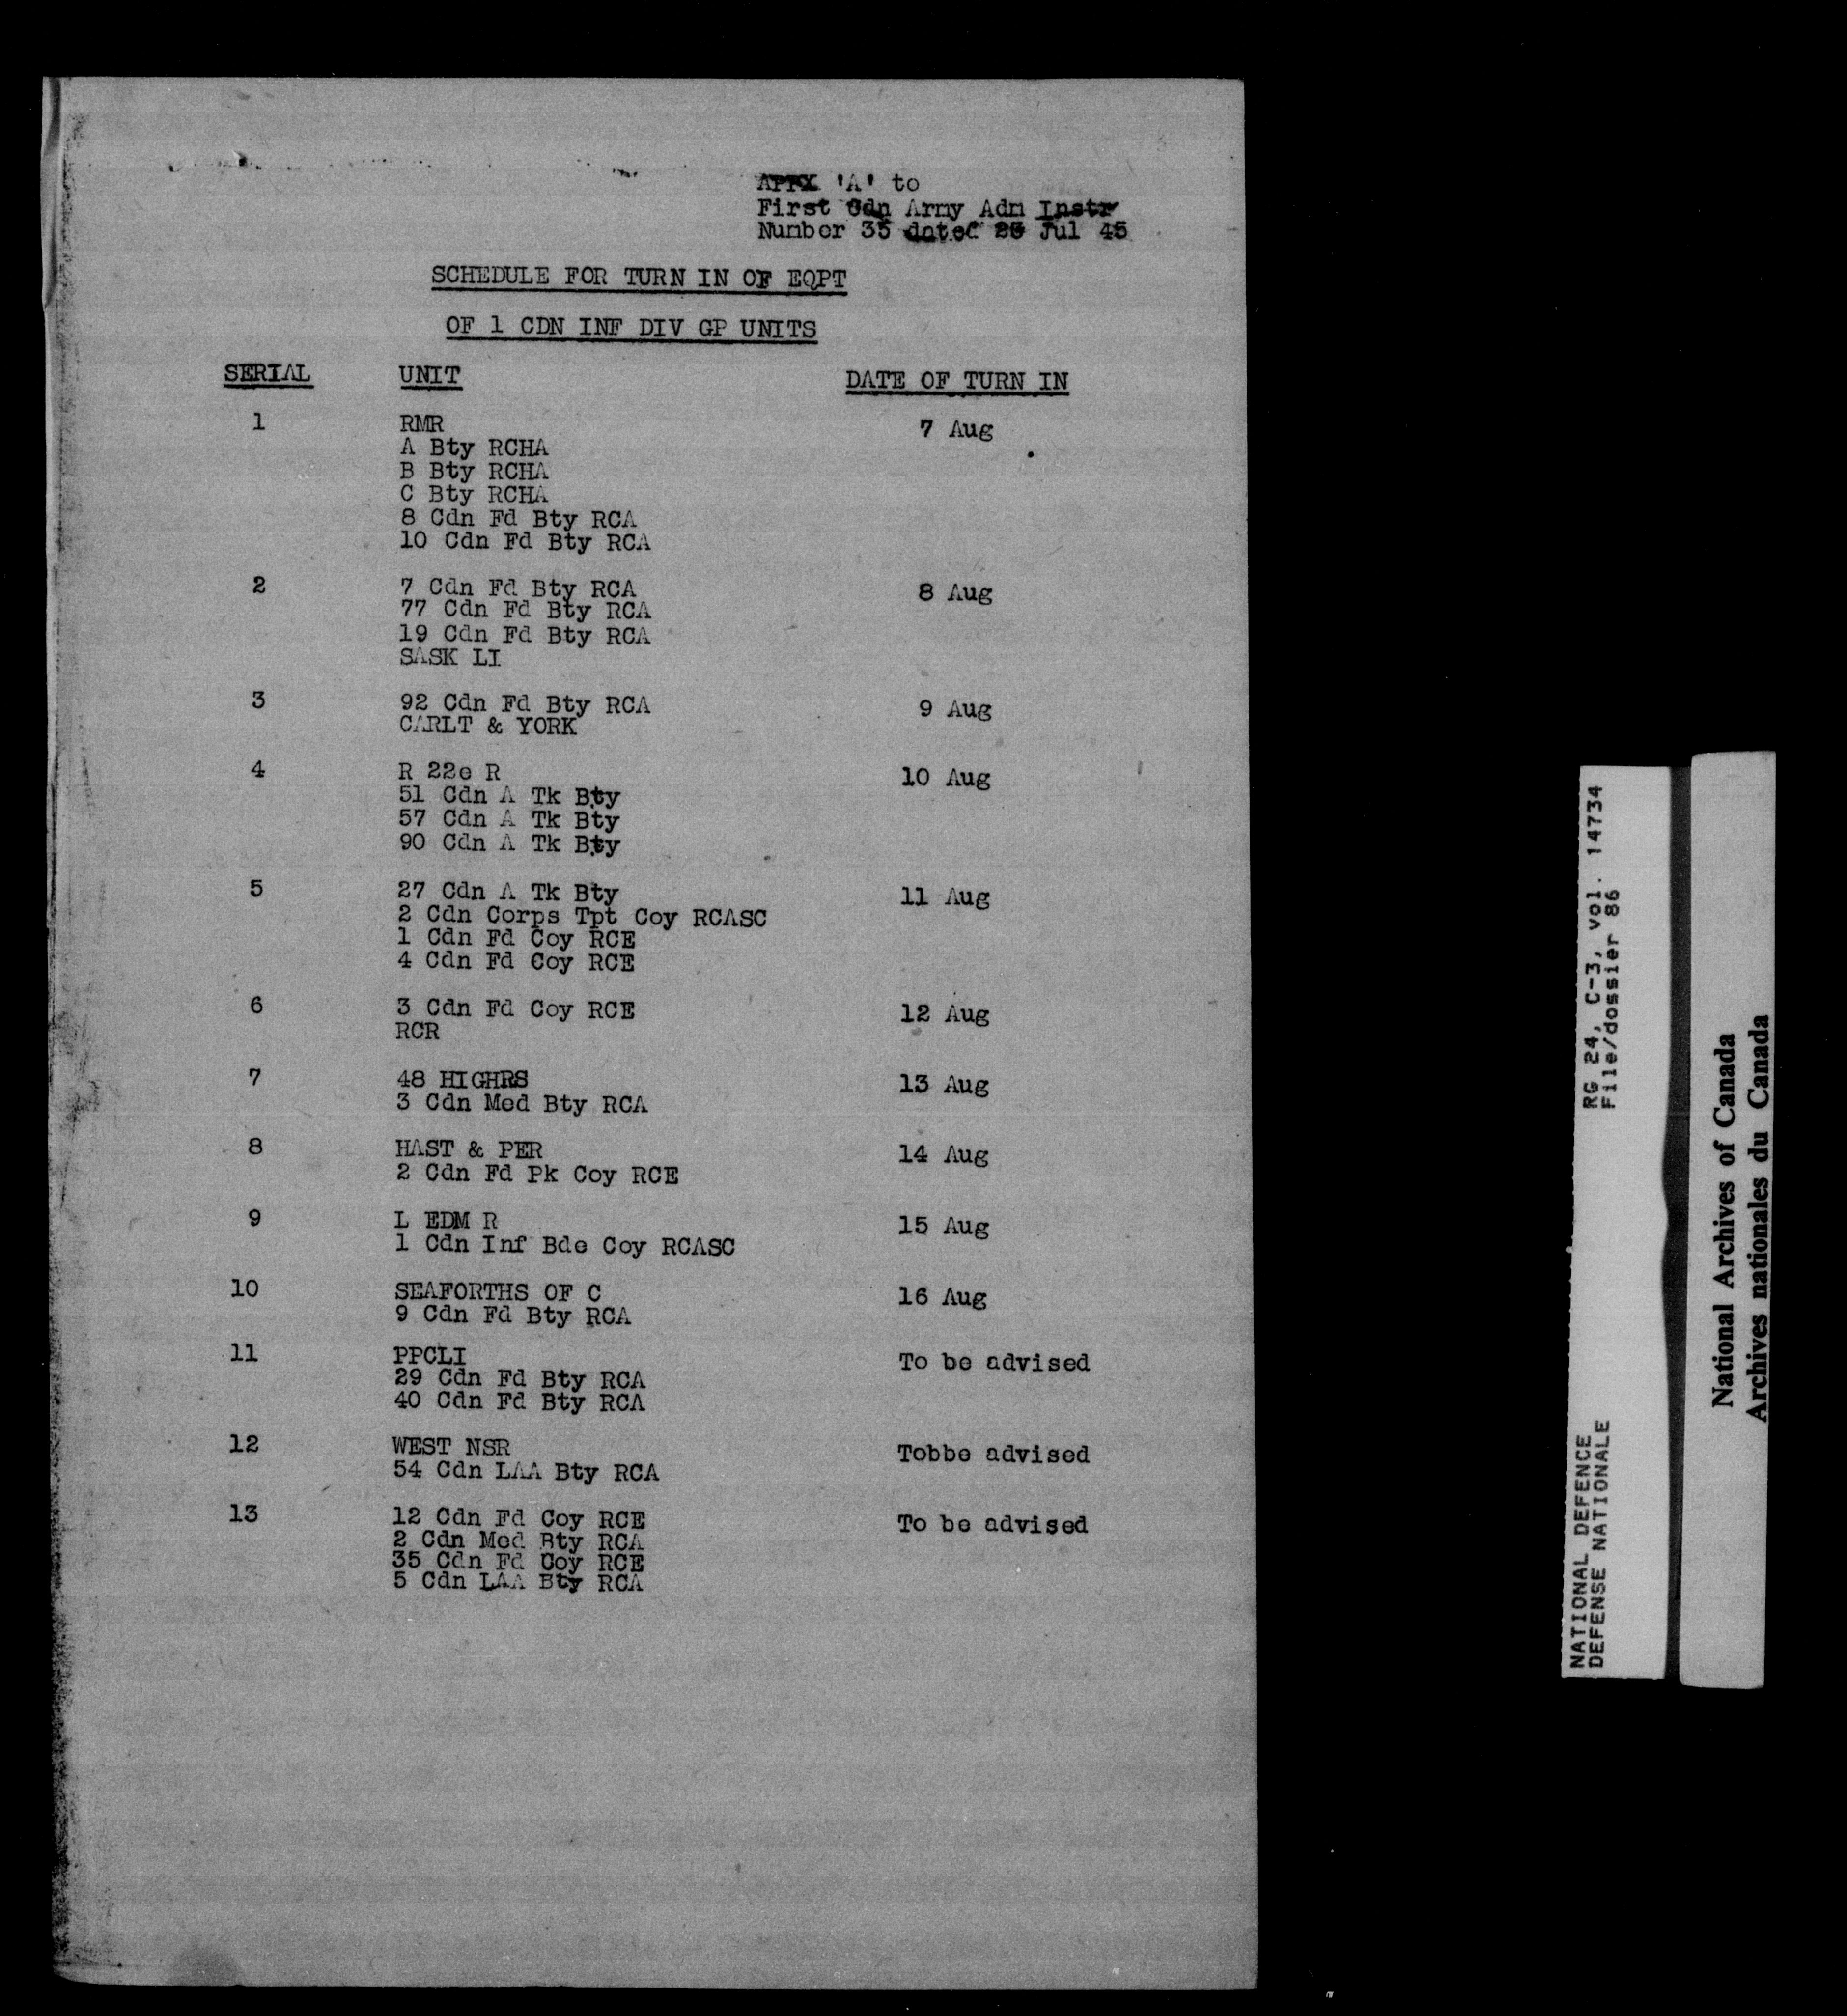 APPX 'A' to
First Cdn Army Adm Instr
Number 35 dated Jul 45
SCHEDULE FOR TURN IN OF EQPT
OF 1 CDN INF DIV GP UNITS
SERIAL UNIT DATE OF TURN IN
1 RMR 7 Aug
A Bty RCHA
B Bty RCHA
C Bty RCHA
8 Cdn Fd Bty RCA
10 Cdn Fd Bty RCA
2 7 Cdn Fd Bty RCA 8 Aug
77 Cdn Fd Bty RCA
19 Cdn Fd Bty RCA
SASK LI
3 92 Cdn Fd Bty RCA 9 Aug
CARLT & YORK
4 R 22e R 10 Aug
51 Cdn A Tk Bty
57 Cdn A Tk Bty
90 Cdn A Tk Bty
5 27 Cdn A Tk Bty 11 Aug
2 Cdn Corps Tpt Coy RCASC
1 Cdn Fd Coy RCE
4 Cdn Fd Coy RCE
6 3 Cdn Fd Coy RCE 12 Aug
RCR
7 48 HIGHRS 13 Aug
3 Cdn Med Bty RCA
8 HAST & PER 14 Aug
2 Cdn Fd Pk Coy RCE
9 L EDM R 15 Aug
1 Cdn Inf Bde Coy RCASC
10 SEAFORTHS OF C 16 Aug
9 Cdn Fd Bty RCA
11 PPCLI To be advised
29 Cdn Fd Bty RCA
40 Cdn Fd Bty RCA
12 WEST NSR Tobbe advised
54 Cdn LAA Bty RCA
13 12 Cdn Fd Coy RCE To be advised
2 Cdn Med Bty RCA
35 Cdn Fd Coy RCE
5 Cdn LAA Bty RCA
NATIONAL DEFENCE RG 24, C-3, vol. 14734
DEFENSE NATIONALE File/dossier 86
National Archives of Canada
Archives nationales du Canada